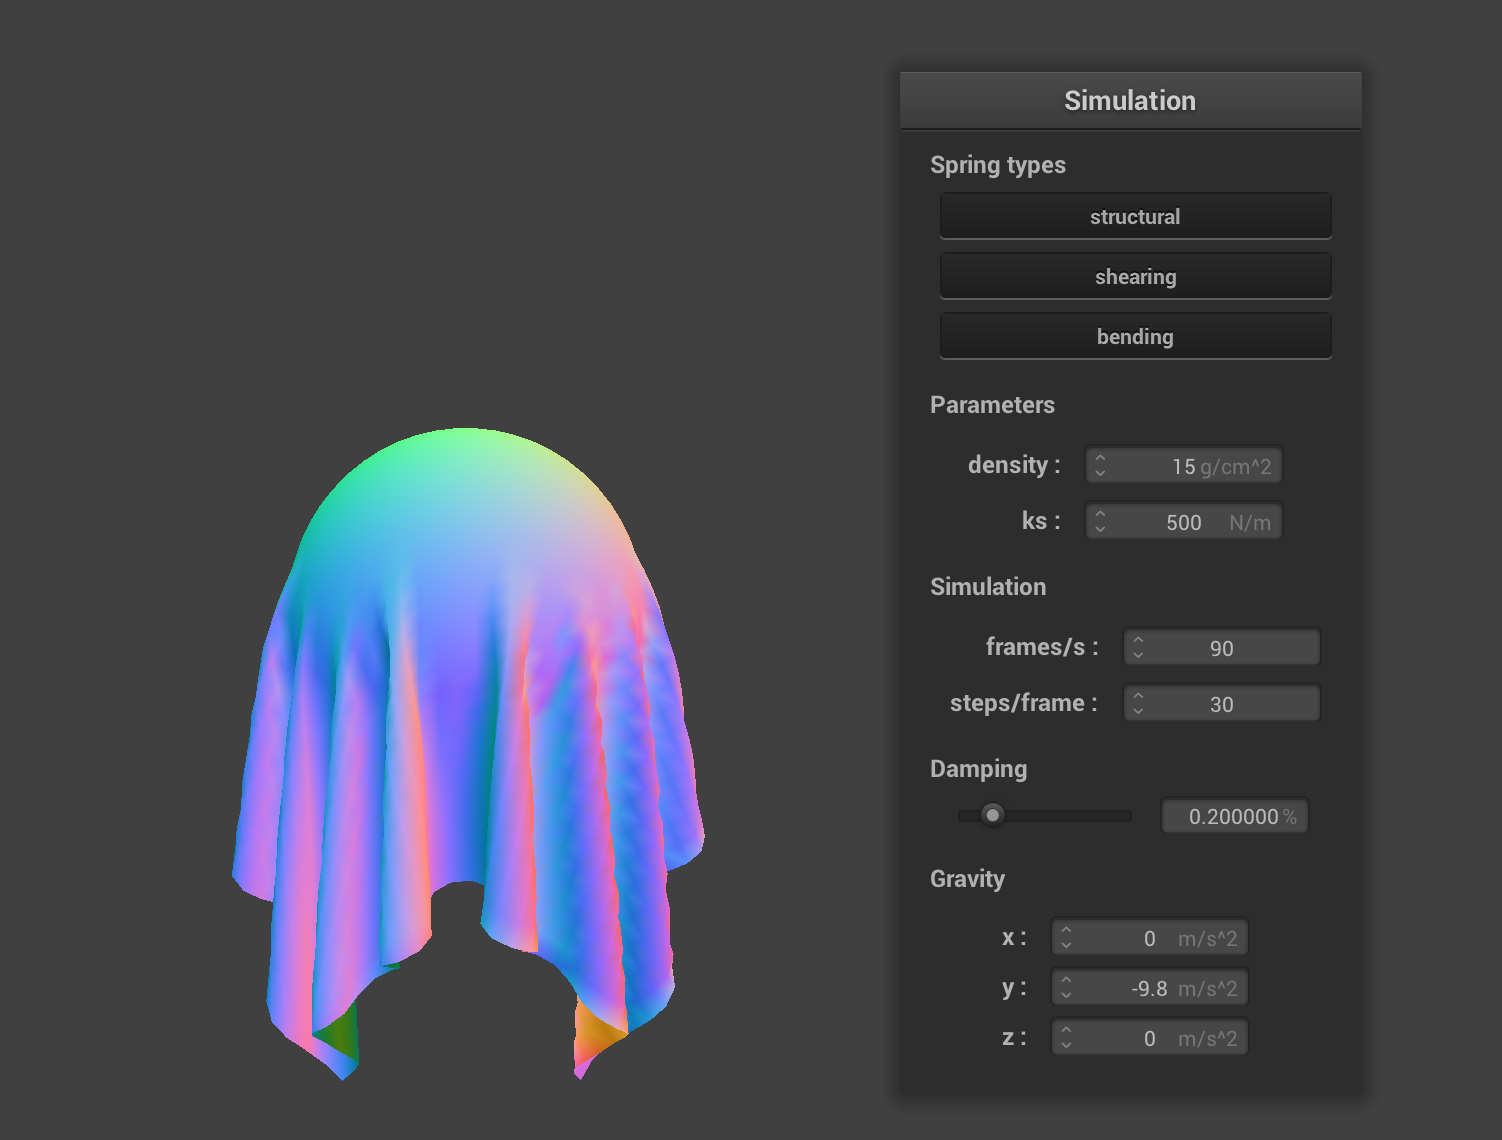 Simulation
Spring types
structural
shearing
bending
Parameters
density : 15 g/cm^2
ks : 500 N/m
Simulation
frames/s : 90
steps/frame : 30
Damping
0.200000 %
Gravity
x : 0 m/s^2
y : -9.8 m/s^2
z : 0 m/s^2